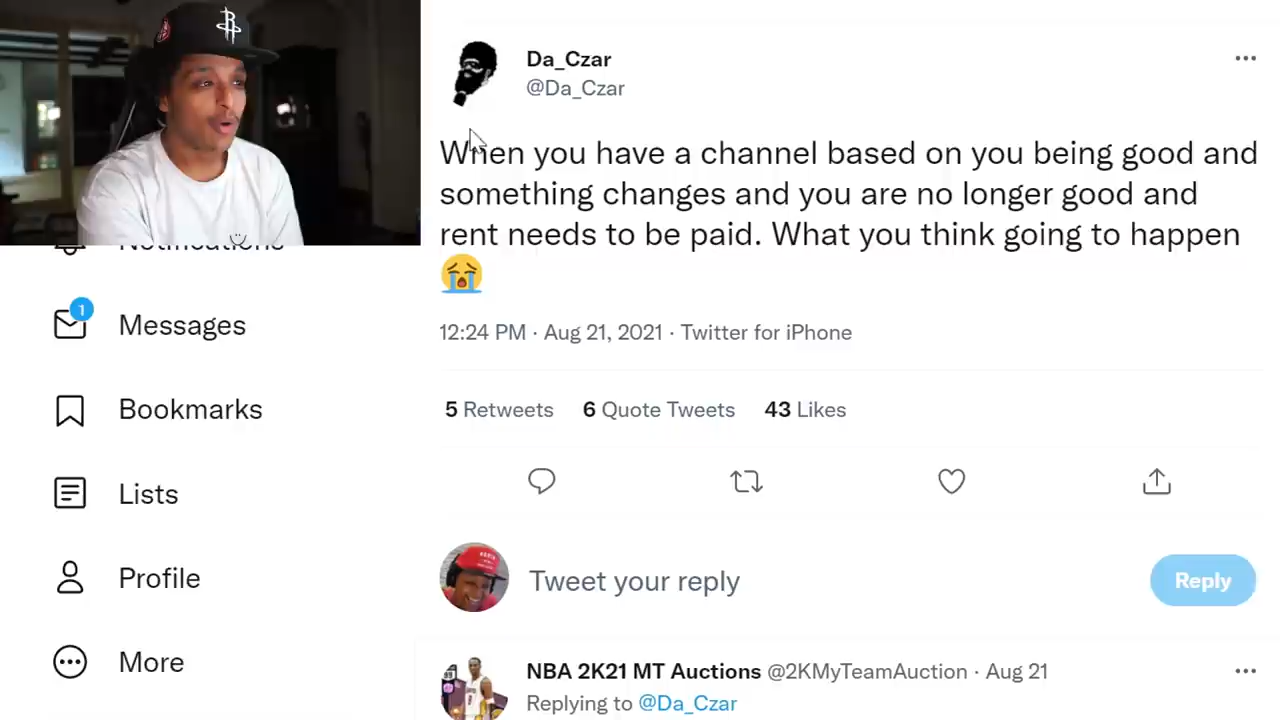 Da_Czar
@Da_Czar
When you have a channel based on you being good and
something changes and you are no longer good and
rent needs to be paid. What you think going to happen
😭
12:24 PM · Aug 21, 2021 · Twitter for iPhone
5 Retweets 6 Quote Tweets 43 Likes
Tweet your reply
Reply
NBA 2K21 MT Auctions @2KMyTeamAuction · Aug 21
Replying to @Da_Czar
Notifications
1
Messages
Bookmarks
Lists
Profile
More